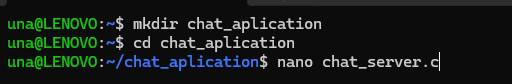 una@LENOVO:~$ mkdir chat_aplication
una@LENOVO:~$ cd chat_aplication
una@LENOVO:~/chat_aplication$ nano chat_server.c